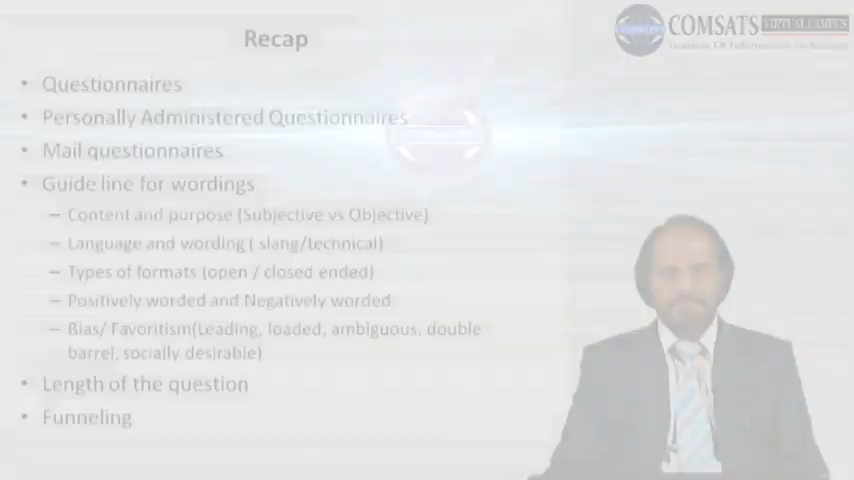 Recap
COMSATS VIRTUAL CAMPUS
Institute Of Information Technology
• Questionnaires
• Personally Administered Questionnaires
• Mail questionnaires
• Guide line for wordings
– Content and purpose (Subjective vs Objective)
– Language and wording ( slang/technical)
– Types of formats (open / closed ended)
– Positively worded and Negatively worded
– Bias/ Favoritism(Leading, loaded, ambiguous, double
barrel, socially desirable)
• Length of the question
• Funneling